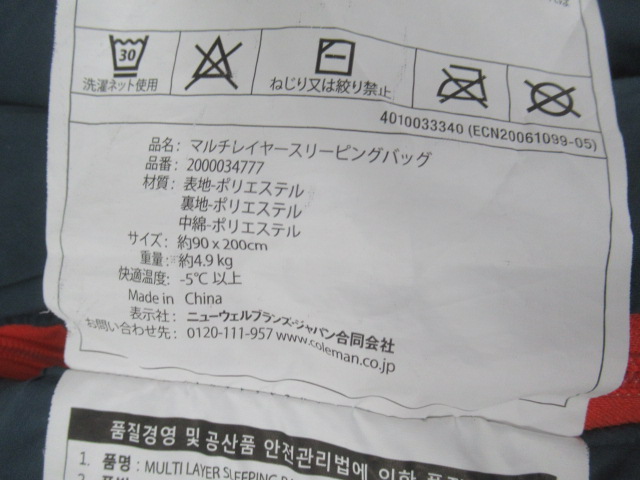 30
洗濯ネット使用
ねじり又は絞り禁止
4010033340 (ECN20061099-05)
品名: マルチレイヤースリーピングバッグ
品番: 2000034777
材質: 表地-ポリエステル
裏地-ポリエステル
中綿-ポリエステル
サイズ: 約90 x 200cm
重量: 約4.9 kg
快適温度: -5℃ 以上
Made in China
表示社: ニューウェルブランズ・ジャパン合同会社
お問い合わせ先: 0120-111-957 www.coleman.co.jp
품질경영 및 공산품 안전관리법에 의한 품질
1. 품명 : MULTI LAYER SLEEPING